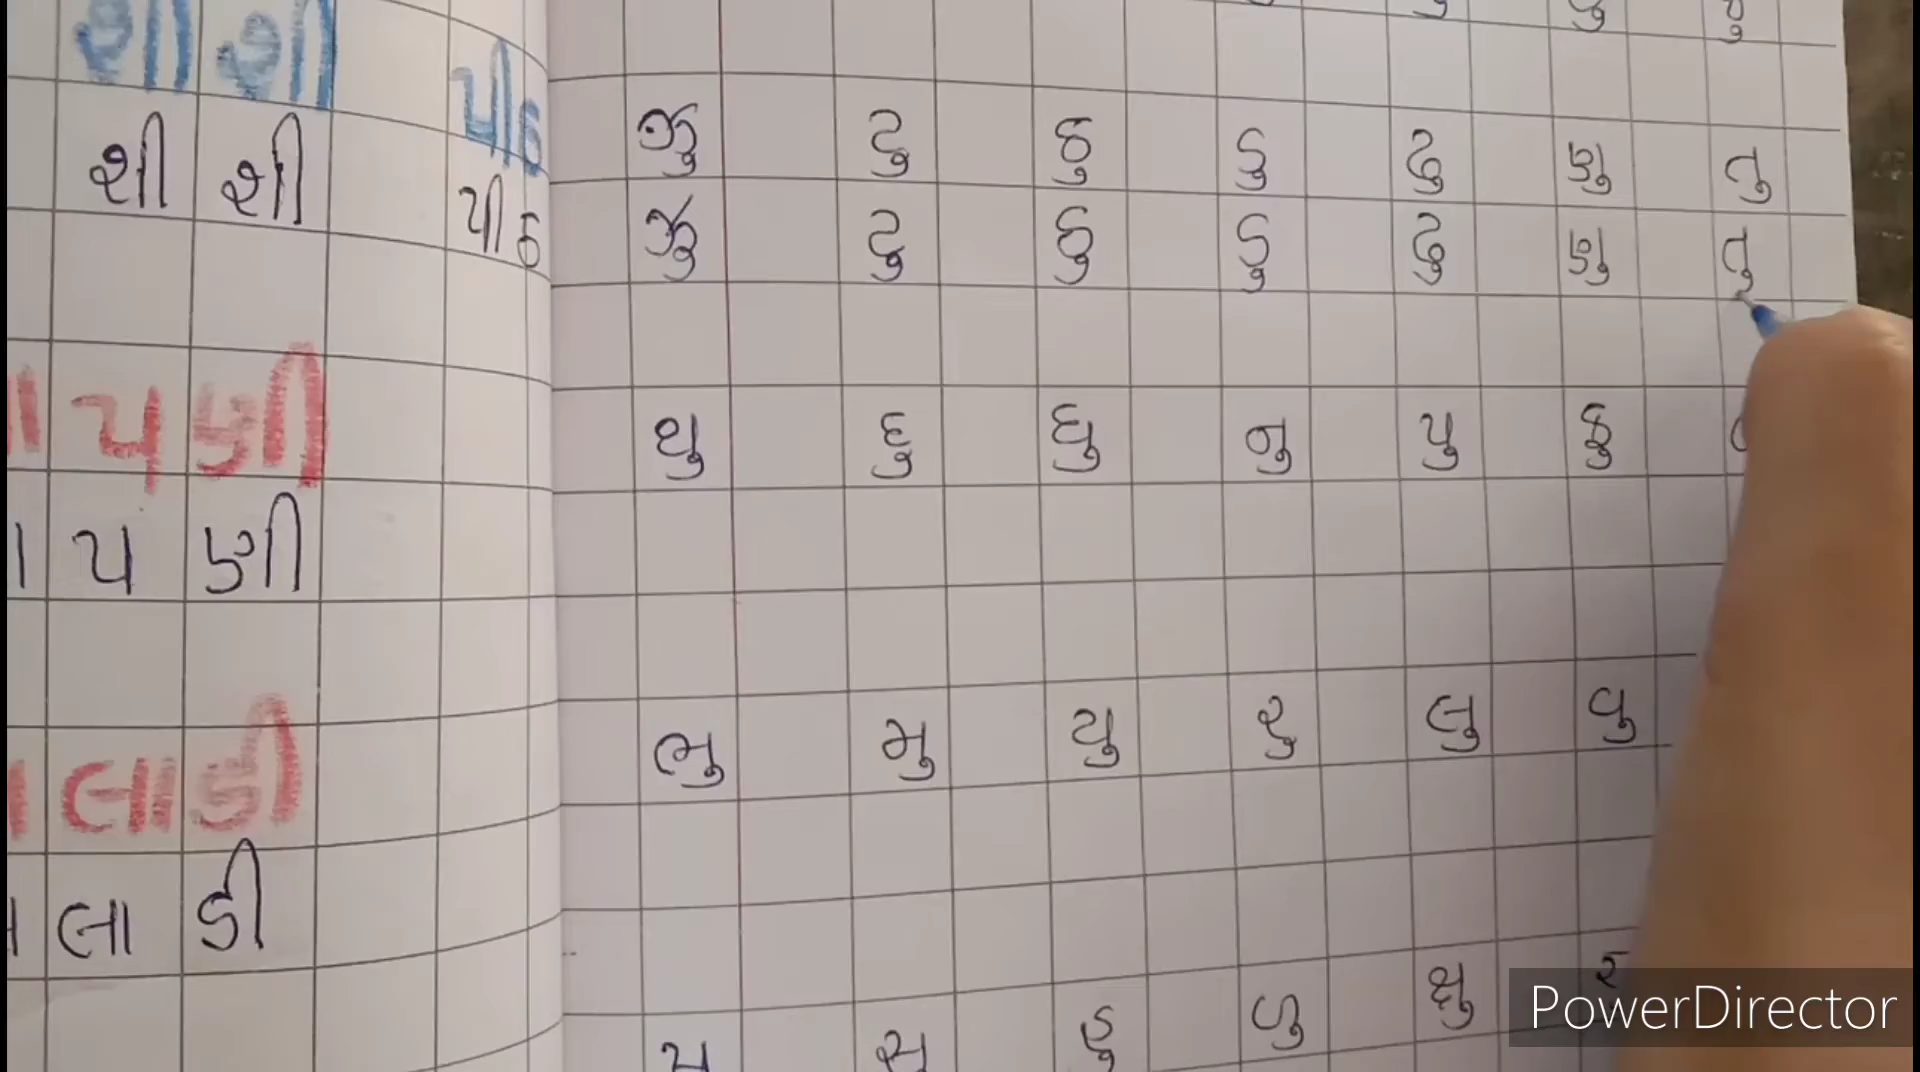 શી શી
પીઠ
શી શી
પીઠ
પ ણી
ા પ ણી
લા ડી
લા ડી
ઝુ ટુ ઠુ ડુ ઢુ ણુ તુ
ઝુ ટુ ઠુ ડુ ઢુ ણુ તુ
થુ દુ ધુ નુ પુ ફુ
ભુ મુ યુ રુ લુ વુ
હુ ળુ ક્ષુ
PowerDirector